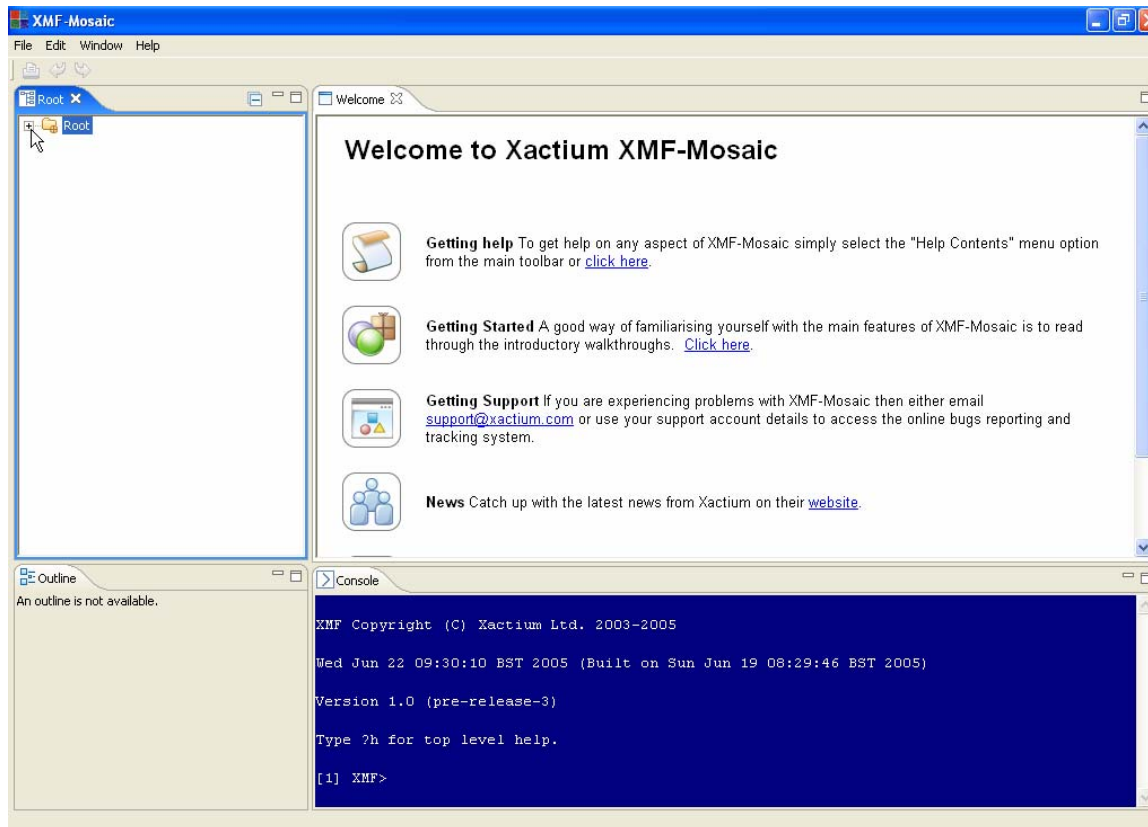 XMF-Mosaic
File Edit Window Help
Root
Root
Welcome
Welcome to Xactium XMF-Mosaic
Getting help To get help on any aspect of XMF-Mosaic simply select the "Help Contents" menu option
from the main toolbar or click here.
Getting Started A good way of familiarising yourself with the main features of XMF-Mosaic is to read
through the introductory walkthroughs. Click here.
Getting Support If you are experiencing problems with XMF-Mosaic then either email
support@xactium.com or use your support account details to access the online bugs reporting and
tracking system.
News Catch up with the latest news from Xactium on their website.
Outline
An outline is not available.
Console
XMF Copyright (C) Xactium Ltd. 2003-2005
Wed Jun 22 09:30:10 BST 2005 (Built on Sun Jun 19 08:29:46 BST 2005)
Version 1.0 (pre-release-3)
Type ?h for top level help.
[1] XMF>